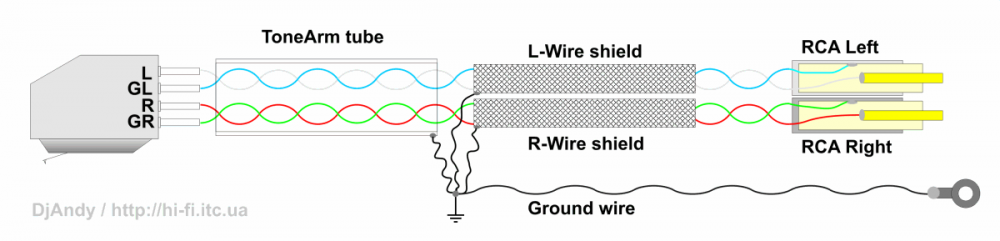 ToneArm tube
L-Wire shield
RCA Left
L
GL
R
GR
R-Wire shield
RCA Right
DjAndy / http://hi-fi.itc.ua
Ground wire